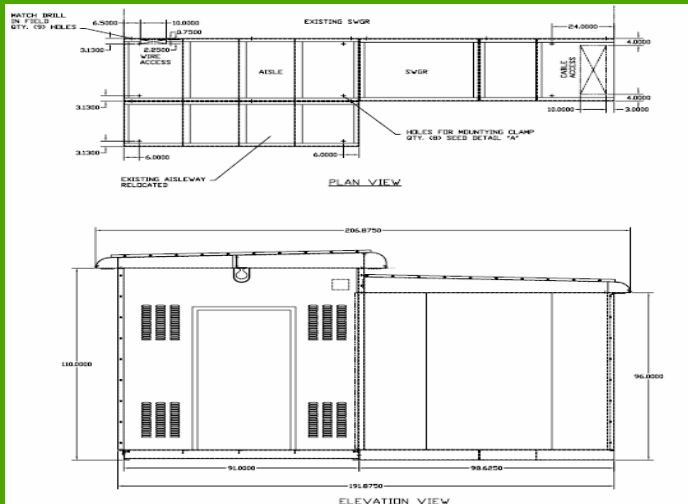 MATCH DRILL
IN FIELD
QTY. (9) HOLES
6.5000
10.0000
EXISTING SWGR
24.0000
0.7500
3.1300
2.2500
WIRE
ACCESS
4.0000
AISLE
SWGR
CABLE
ACCESS
3.1300
4.0000
10.0000
3.0000
HOLES FOR MOUNTYING CLAMP
QTY. (8) SEED DETAIL "A"
3.1300
6.0000
6.0000
EXISTING AISLEWAY
RELOCATED
PLAN VIEW
206.8750
110.0000
96.0000
91.0000
98.6250
191.8750
ELEVATION VIEW